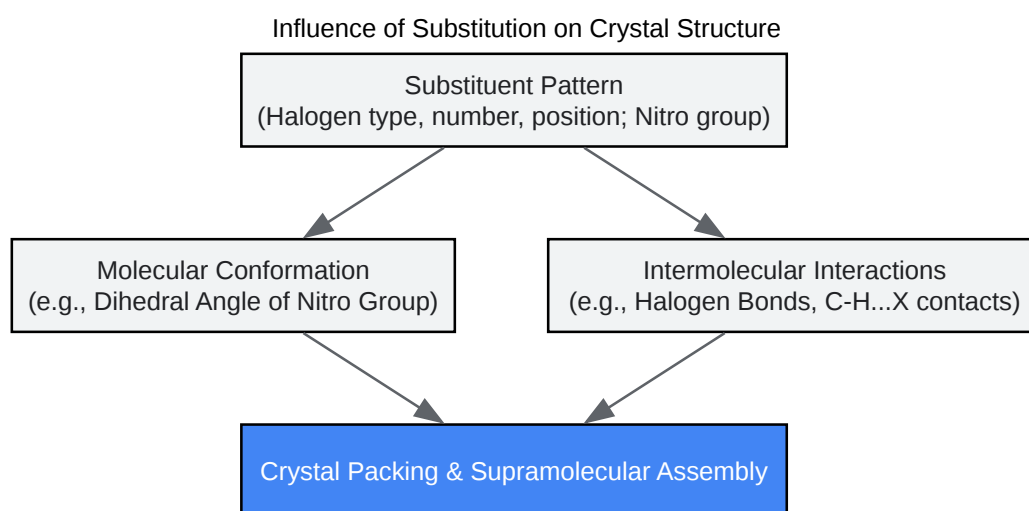 Influence of Substitution on Crystal Structure
Substituent Pattern
(Halogen type, number, position; Nitro group)
Molecular Conformation
(e.g., Dihedral Angle of Nitro Group)
Intermolecular Interactions
(e.g., Halogen Bonds, C-H...X contacts)
Crystal Packing & Supramolecular Assembly